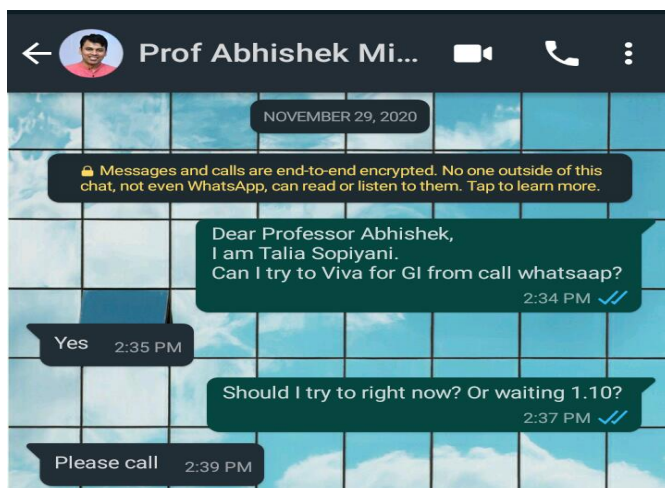 Prof Abhishek Mi...
NOVEMBER 29, 2020
Messages and calls are end-to-end encrypted. No one outside of this
chat, not even WhatsApp, can read or listen to them. Tap to learn more.
Dear Professor Abhishek,
I am Talia Sopiyani.
Can I try to Viva for GI from call whatsaap?
2:34 PM
Yes 2:35 PM
Should I try to right now? Or waiting 1.10?
2:37 PM
Please call 2:39 PM